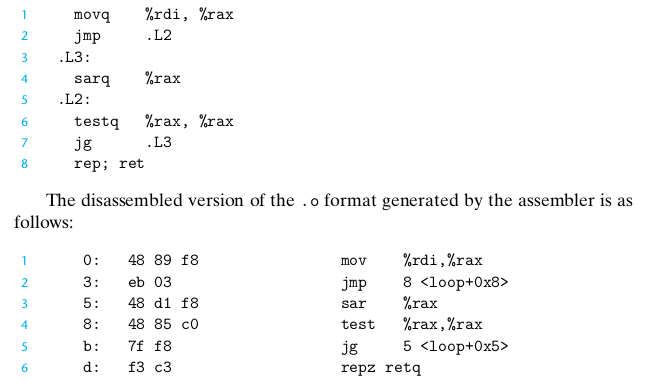 1 movq %rdi, %rax
2 jmp .L2
3 .L3:
4 sarq %rax
5 .L2:
6 testq %rax, %rax
7 jg .L3
8 rep; ret
The disassembled version of the .o format generated by the assembler is as
follows:
1 0: 48 89 f8 mov %rdi,%rax
2 3: eb 03 jmp 8 <loop+0x8>
3 5: 48 d1 f8 sar %rax
4 8: 48 85 c0 test %rax,%rax
5 b: 7f f8 jg 5 <loop+0x5>
6 d: f3 c3 repz retq